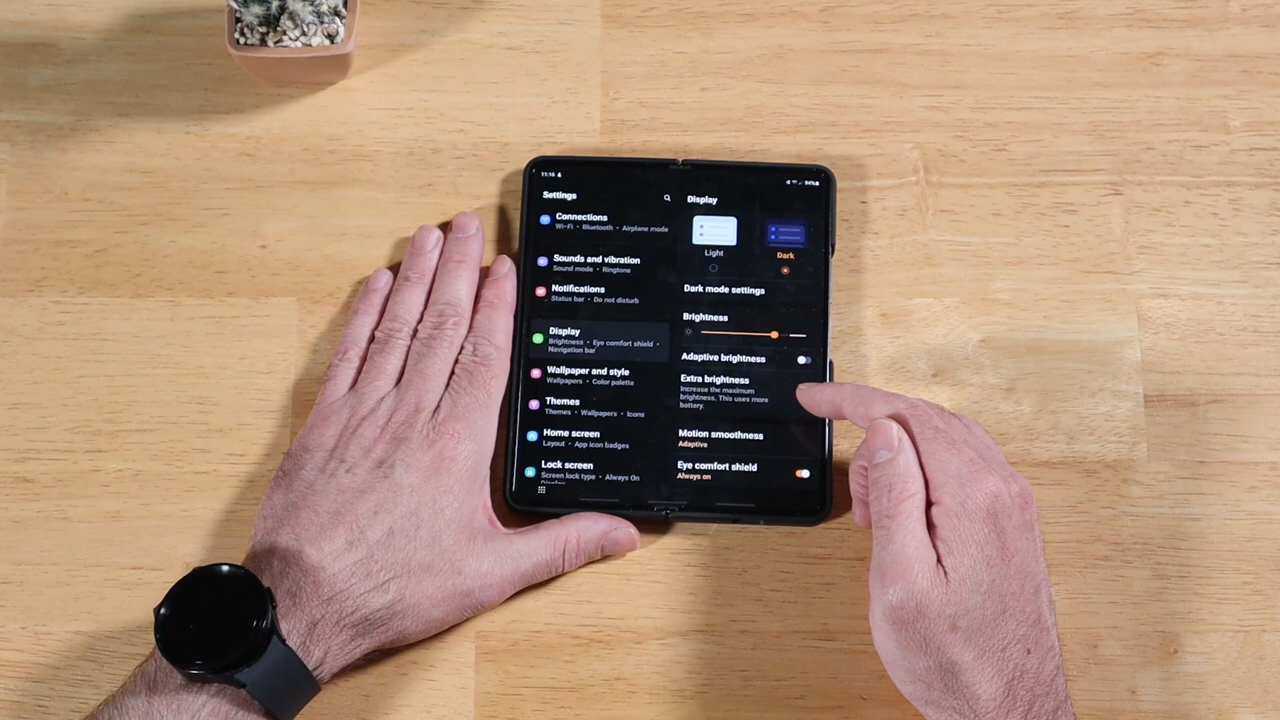 11:16
94%
Settings
Connections
Wi-Fi • Bluetooth • Airplane mode
Sounds and vibration
Sound mode • Ringtone
Notifications
Status bar • Do not disturb
Display
Brightness • Eye comfort shield •
Navigation bar
Wallpaper and style
Wallpapers • Color palette
Themes
Themes • Wallpapers • Icons
Home screen
Layout • App icon badges
Lock screen
Screen lock type • Always On
Display
Display
Light
Dark
Dark mode settings
Brightness
Adaptive brightness
Extra brightness
Increase the maximum
brightness. This uses more
battery.
Motion smoothness
Adaptive
Eye comfort shield
Always on